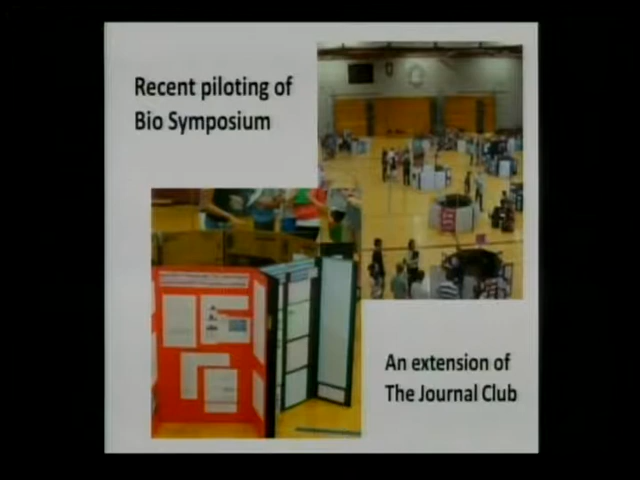 Recent piloting of
Bio Symposium
An extension of
The Journal Club